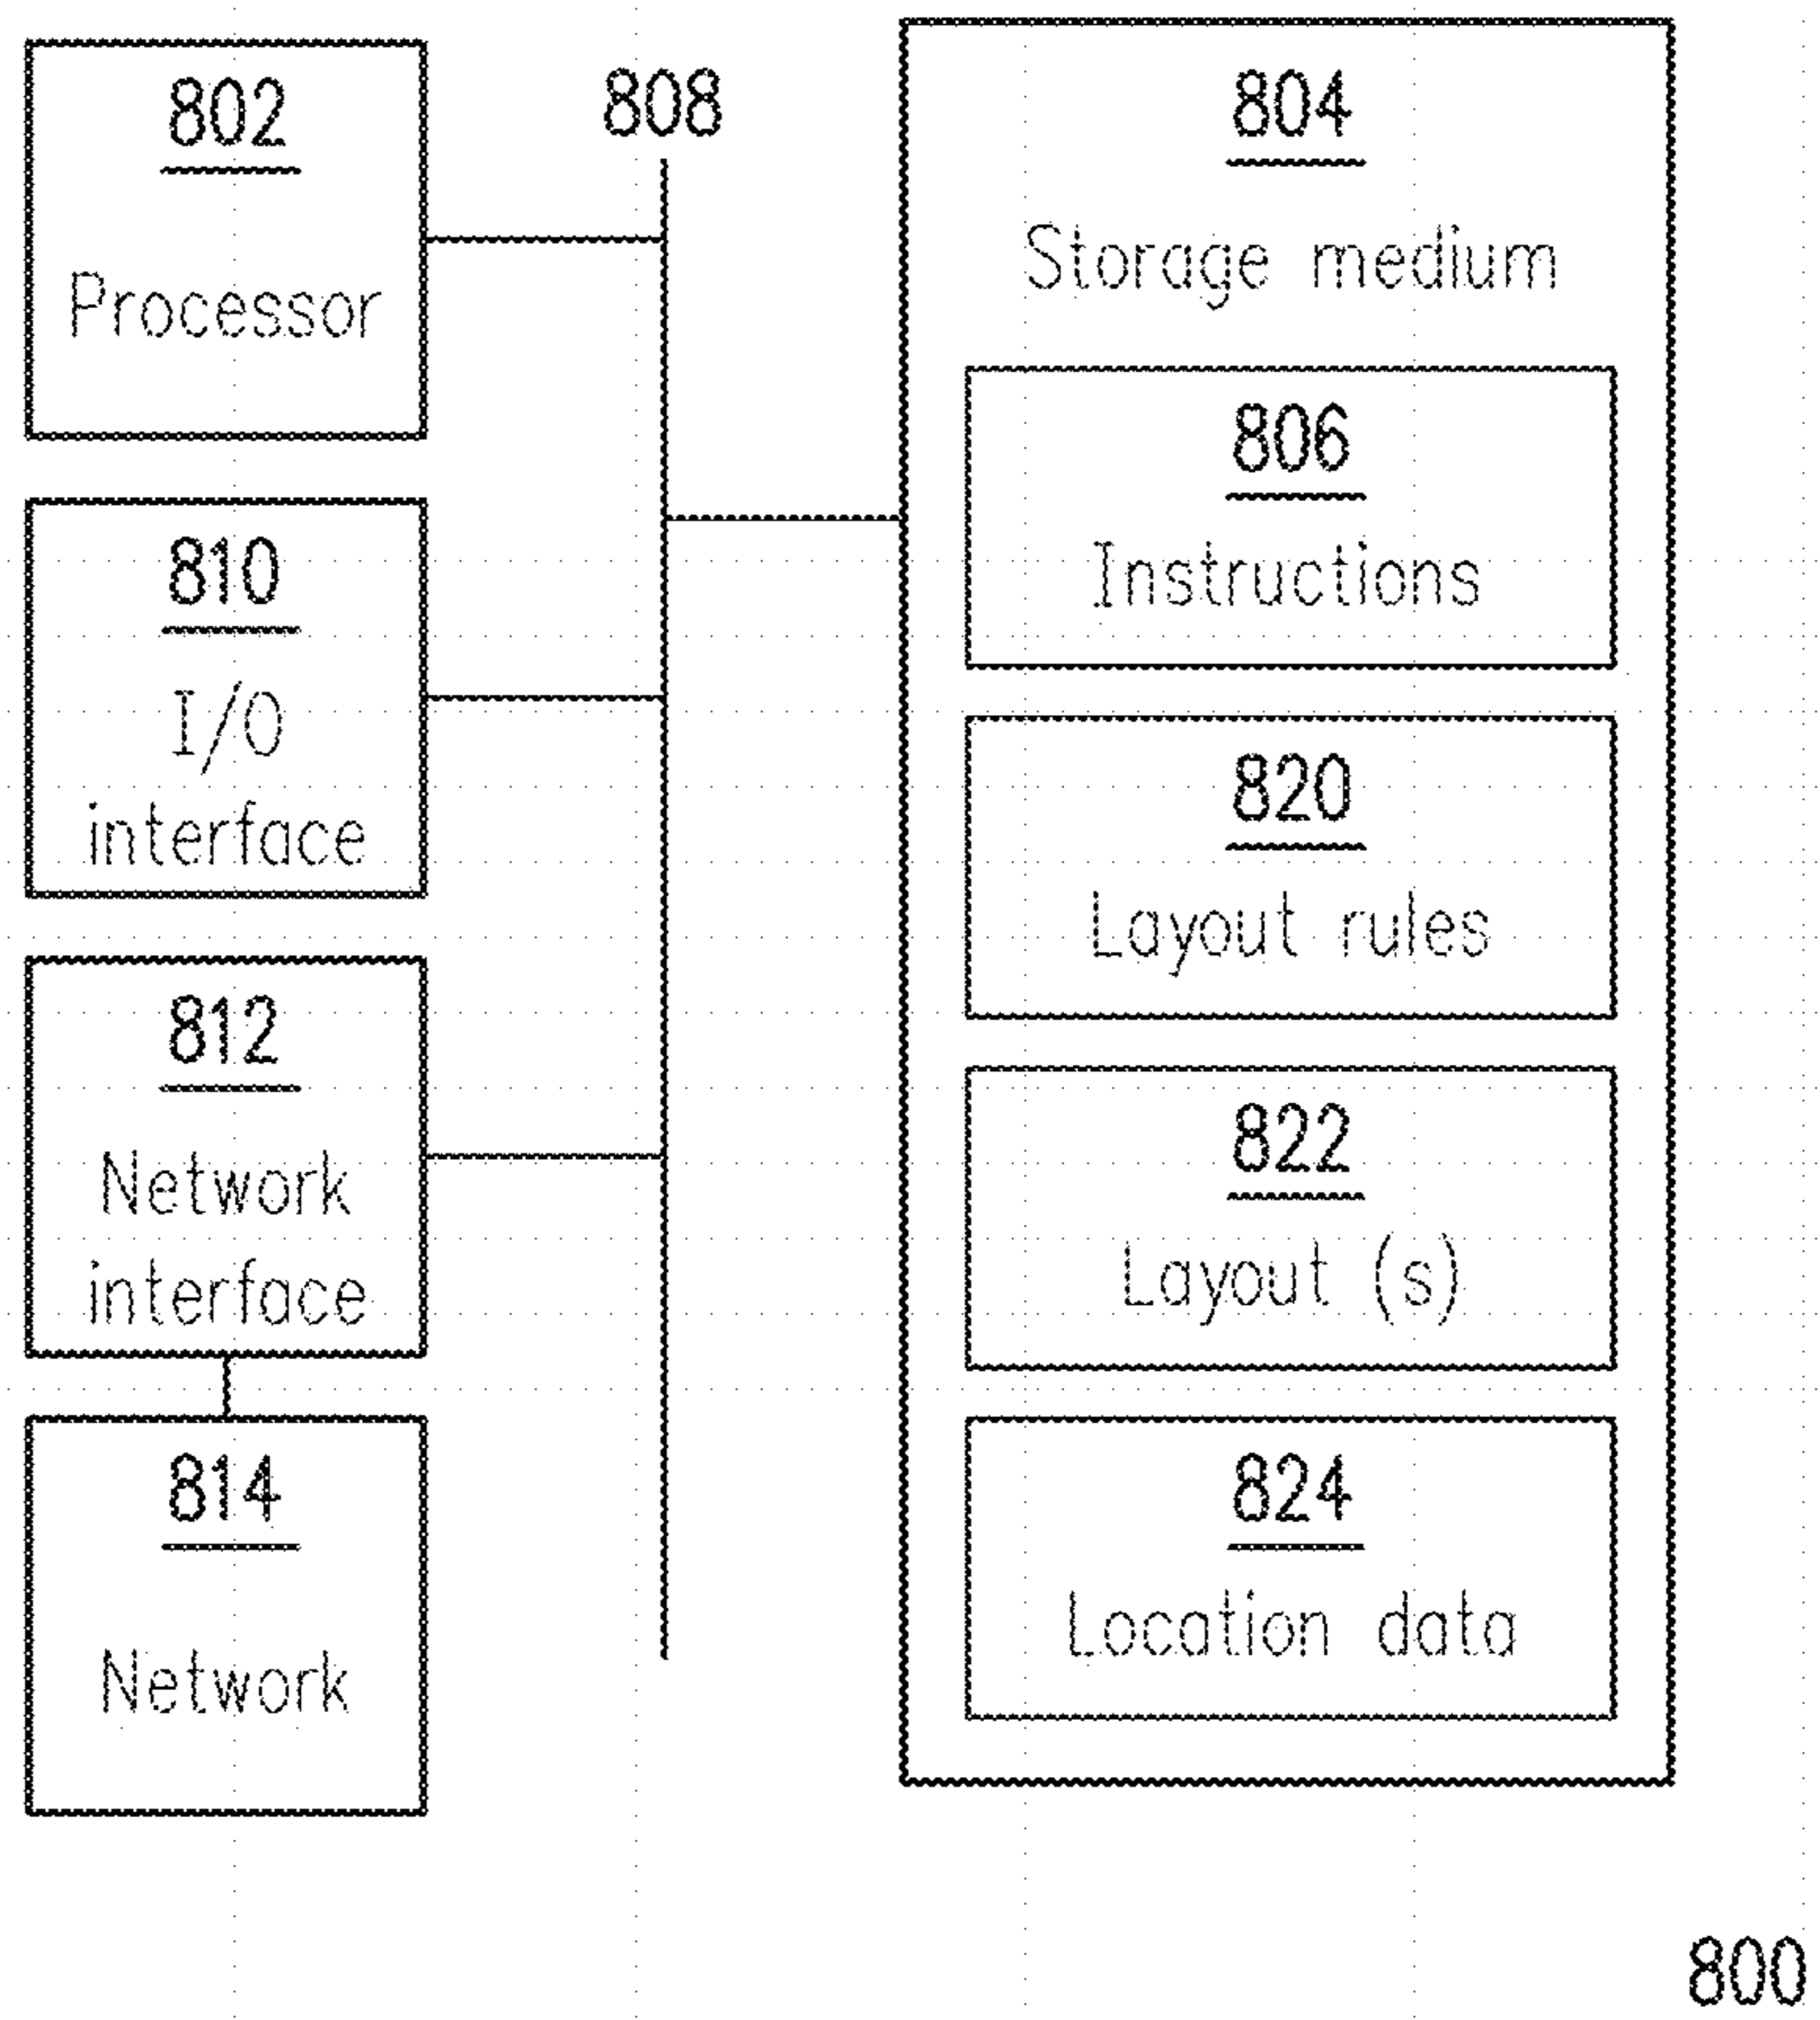 802
Processor
808
810
I/O
interface
812
Network
interface
814
Network
804
Storage medium
806
Instructions
820
Layout rules
822
Layout (s)
824
Location data
800